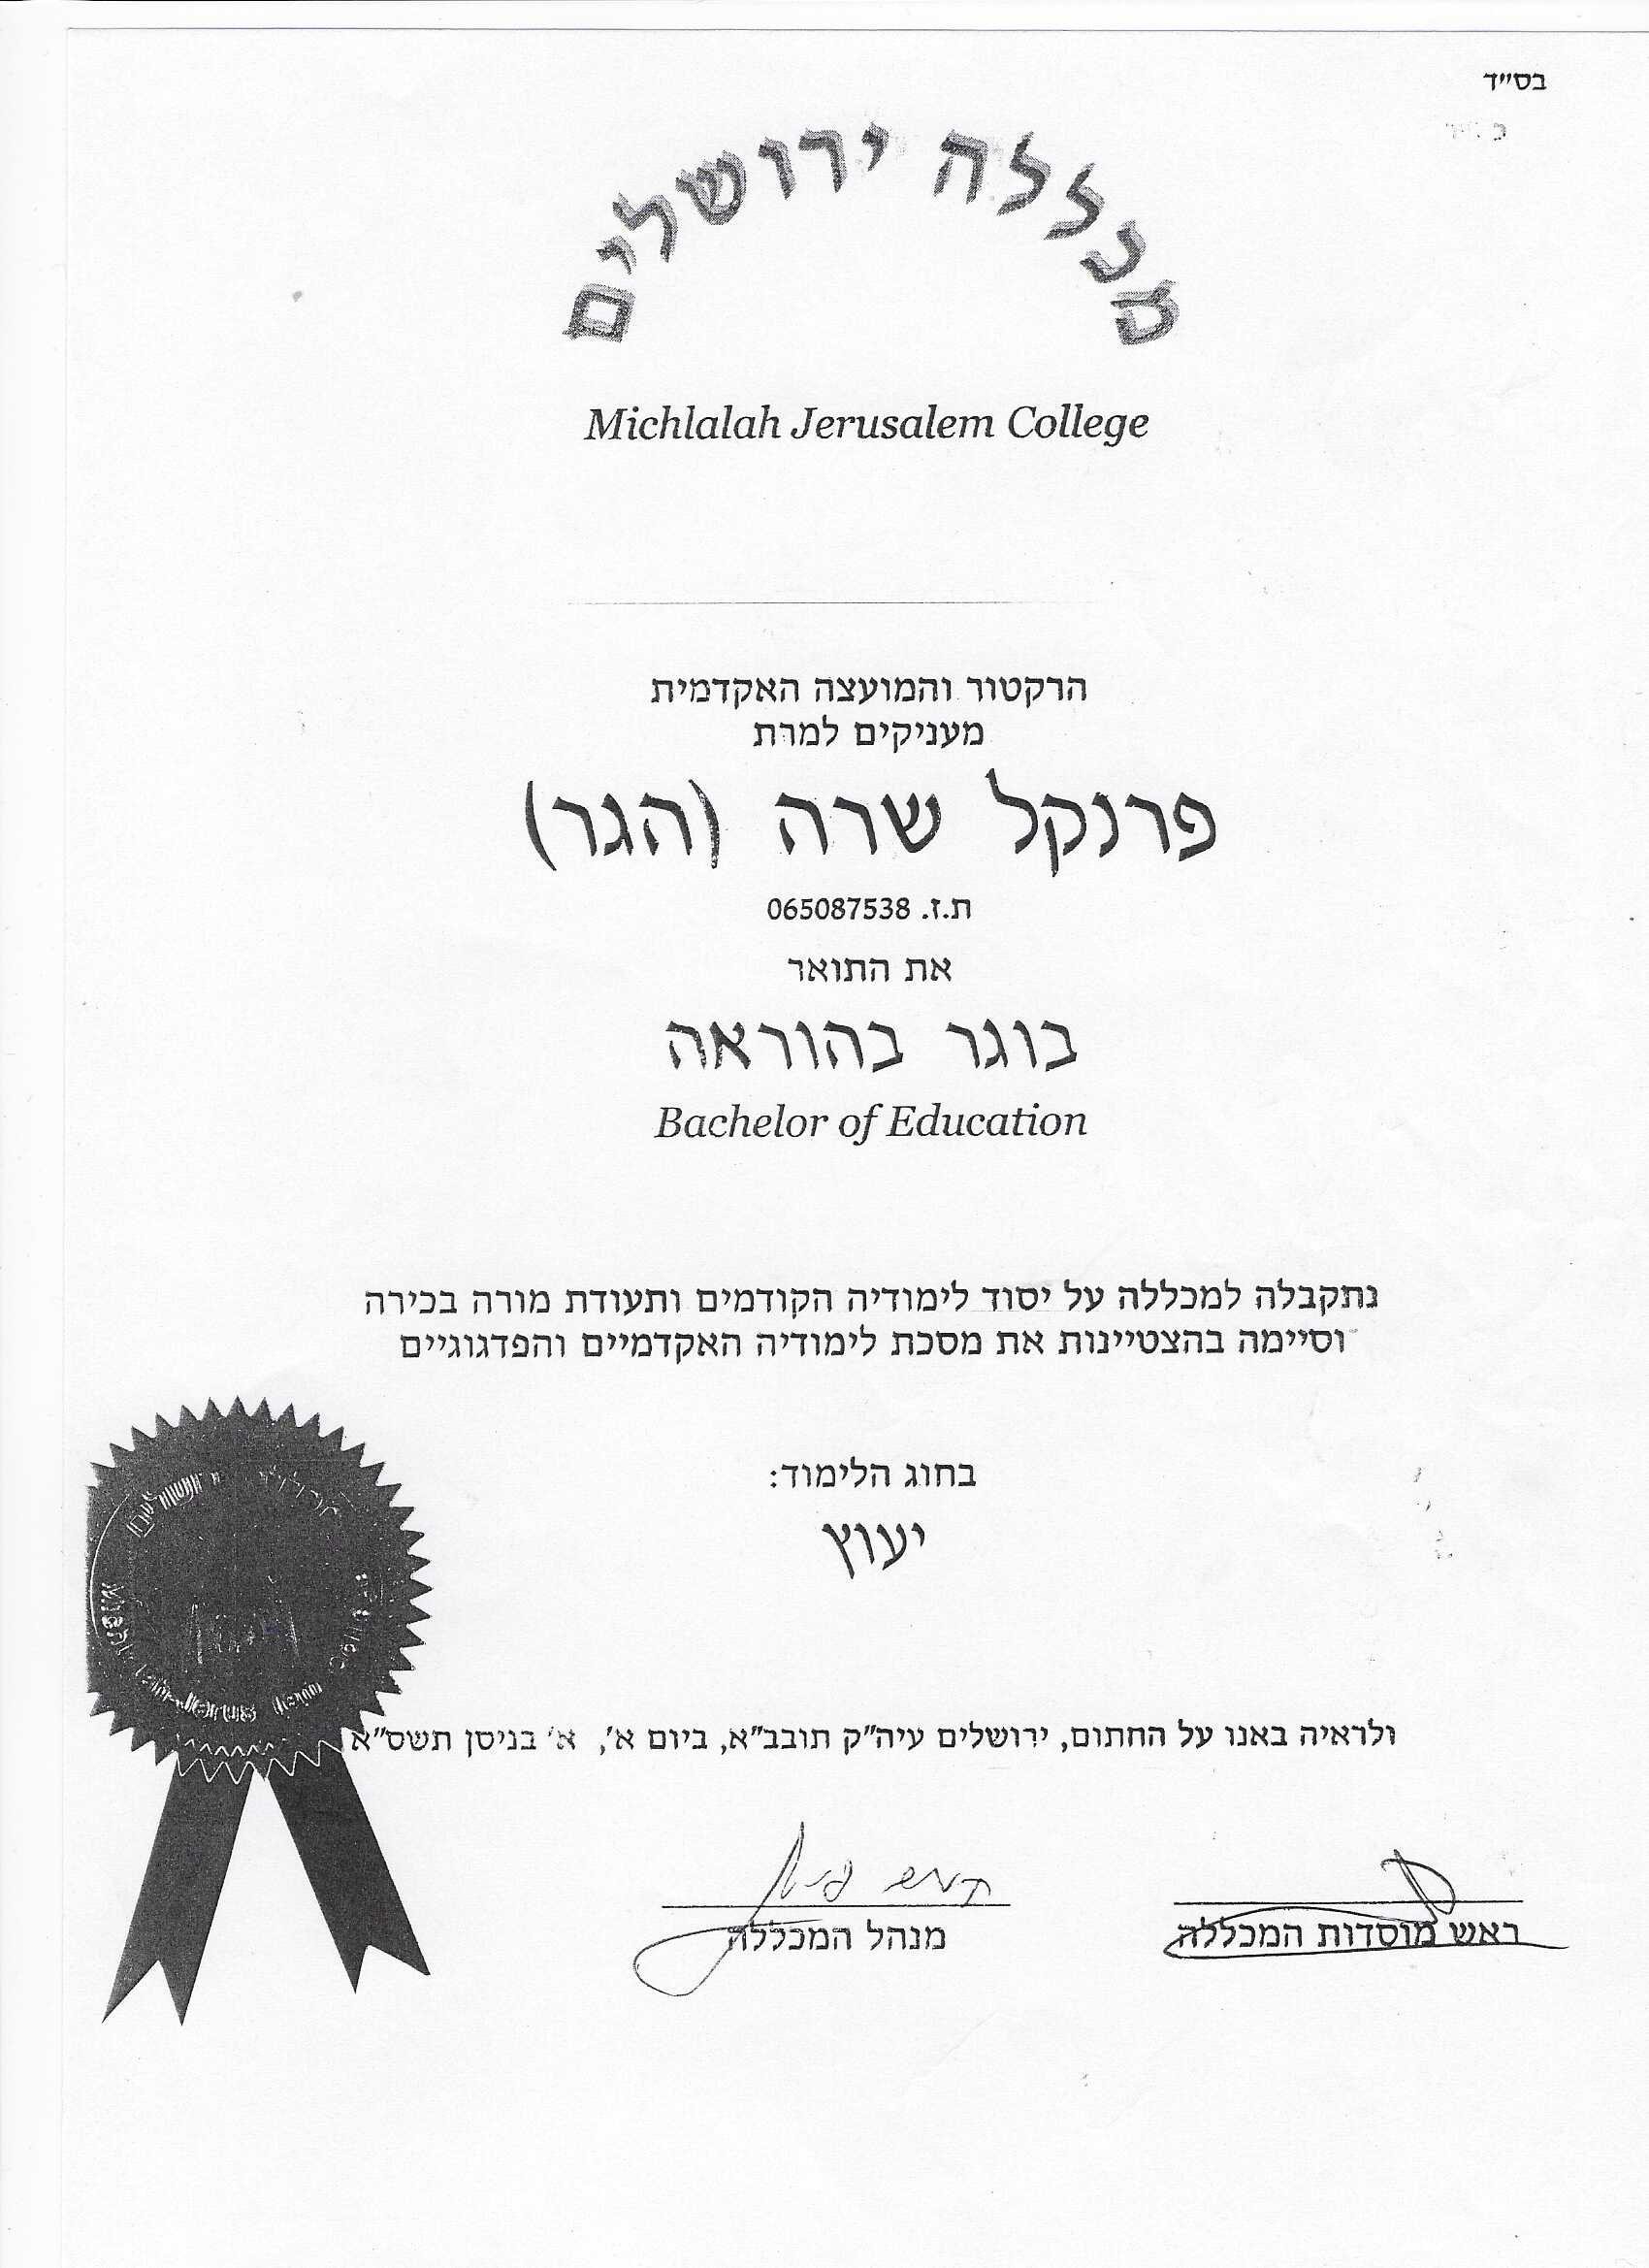 בס״ד
מכללה ירושלים
Michlalah Jerusalem College
הרקטור והמועצה האקדמית
מעניקים למרת
פרנקל שרה (הגר)
ת.ז. 065087538
את התואר
בוגר בהוראה
Bachelor of Education
נתקבלה למכללה על יסוד לימודיה הקודמים ותעודת מורה בכירה
וסיימה בהצטיינות את מסכת לימודיה האקדמיים והפדגוגיים
בחוג הלימוד:
יעוץ
ולראיה באנו על החתום, ירושלים עיה״ק תובב״א, ביום א׳, א׳ בניסן תשס״א
ראש מוסדות המכללה
מנהל המכללה